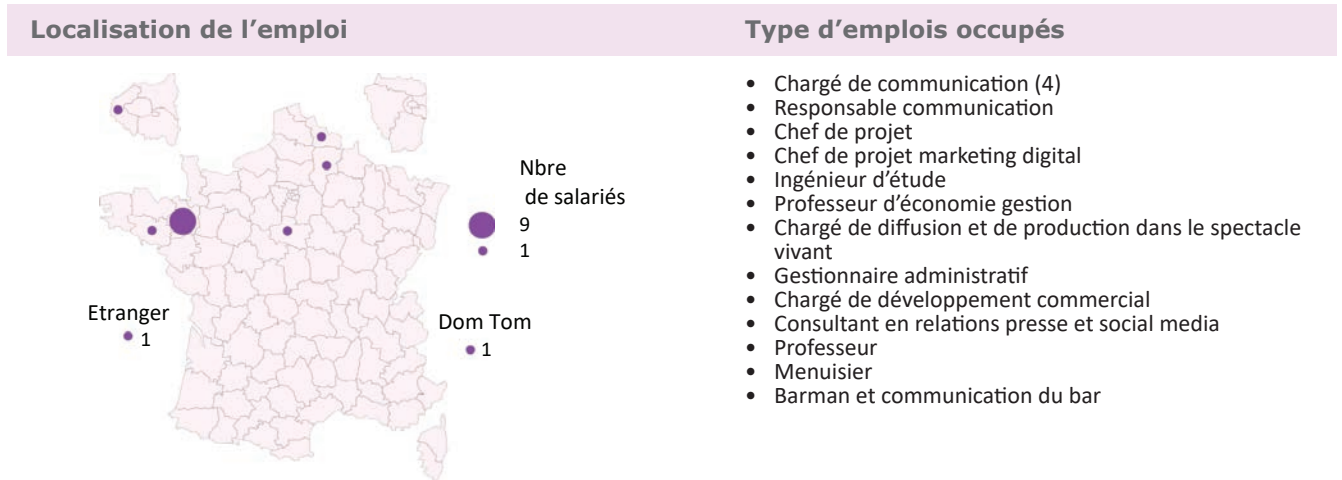 Localisation de l’emploi
Type d’emplois occupés
Nbre
de salariés
9
1
Etranger
1
Dom Tom
1
• Chargé de communication (4)
• Responsable communication
• Chef de projet
• Chef de projet marketing digital
• Ingénieur d’étude
• Professeur d’économie gestion
• Chargé de diffusion et de production dans le spectacle
vivant
• Gestionnaire administratif
• Chargé de développement commercial
• Consultant en relations presse et social media
• Professeur
• Menuisier
• Barman et communication du bar